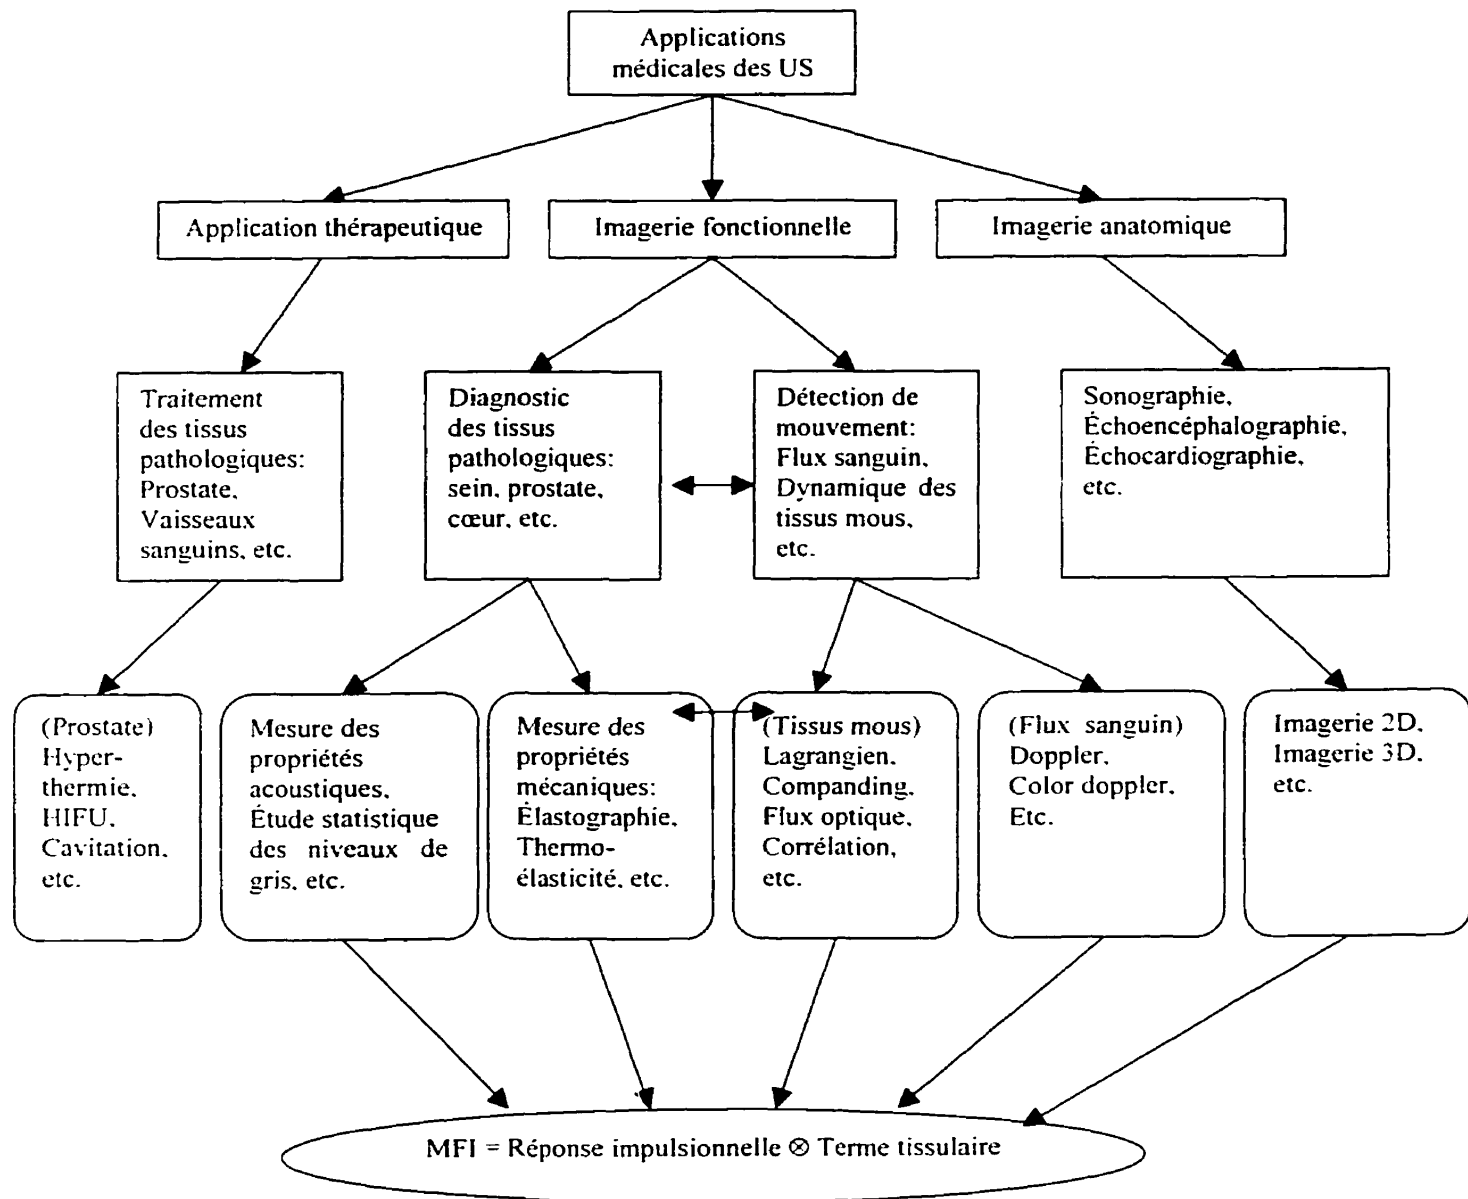 Applications
médicales des US
Application thérapeutique
Imagerie fonctionnelle
Imagerie anatomique
Traitement
des tissus
pathologiques:
Prostate,
Vaisseaux
sanguins, etc.
Diagnostic
des tissus
pathologiques:
sein, prostate,
cœur, etc.
Détection de
mouvement:
Flux sanguin,
Dynamique des
tissus mous,
etc.
Sonographie,
Échoencéphalographie,
Échocardiographie,
etc.
(Prostate)
Hyper-
thermie,
HIFU,
Cavitation,
etc.
Mesure des
propriétés
acoustiques,
Étude statistique
des niveaux de
gris, etc.
Mesure des
propriétés
mécaniques:
Élastographie,
Thermo-
élasticité, etc.
(Tissus mous)
Lagrangien,
Companding,
Flux optique,
Corrélation,
etc.
(Flux sanguin)
Doppler,
Color doppler,
Etc.
Imagerie 2D,
Imagerie 3D,
etc.
MFI = Réponse impulsionnelle ⊗ Terme tissulaire